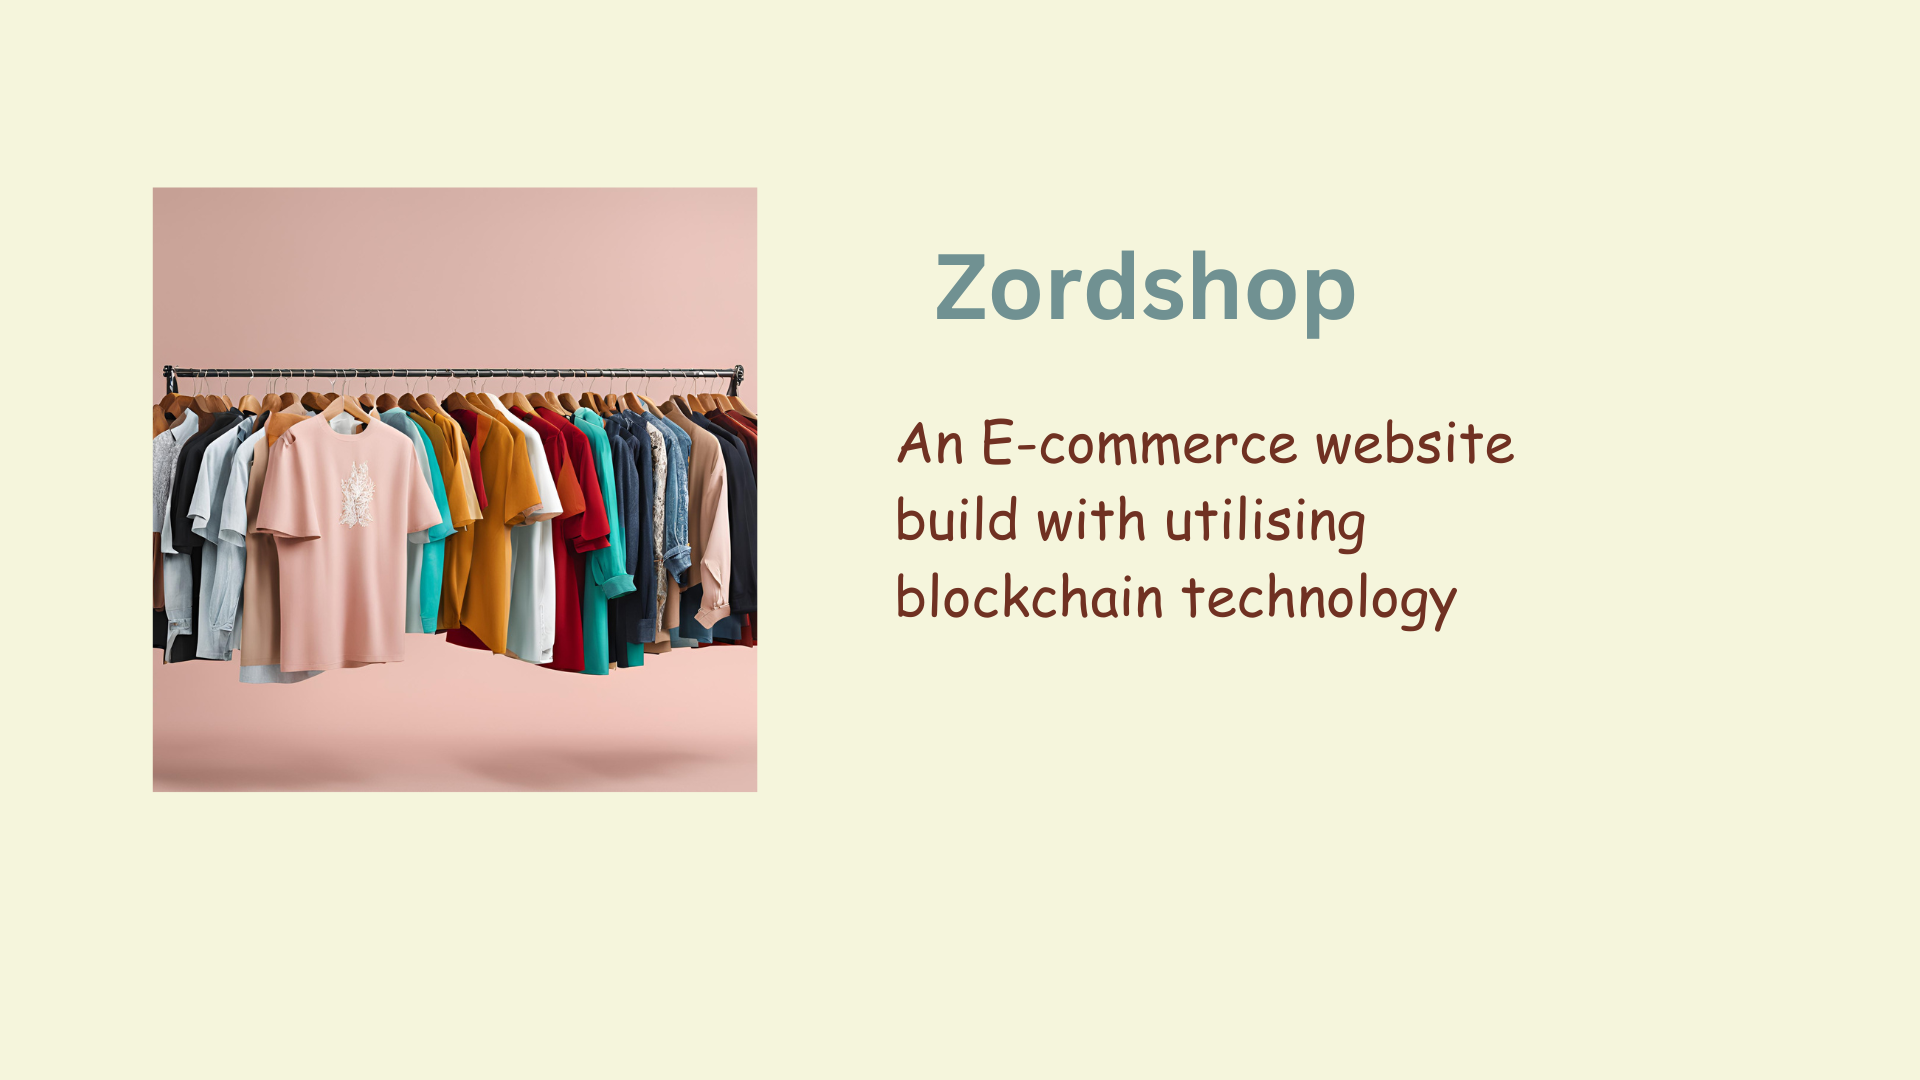 Zordshop
An E-commerce website
build with utilising
blockchain technology